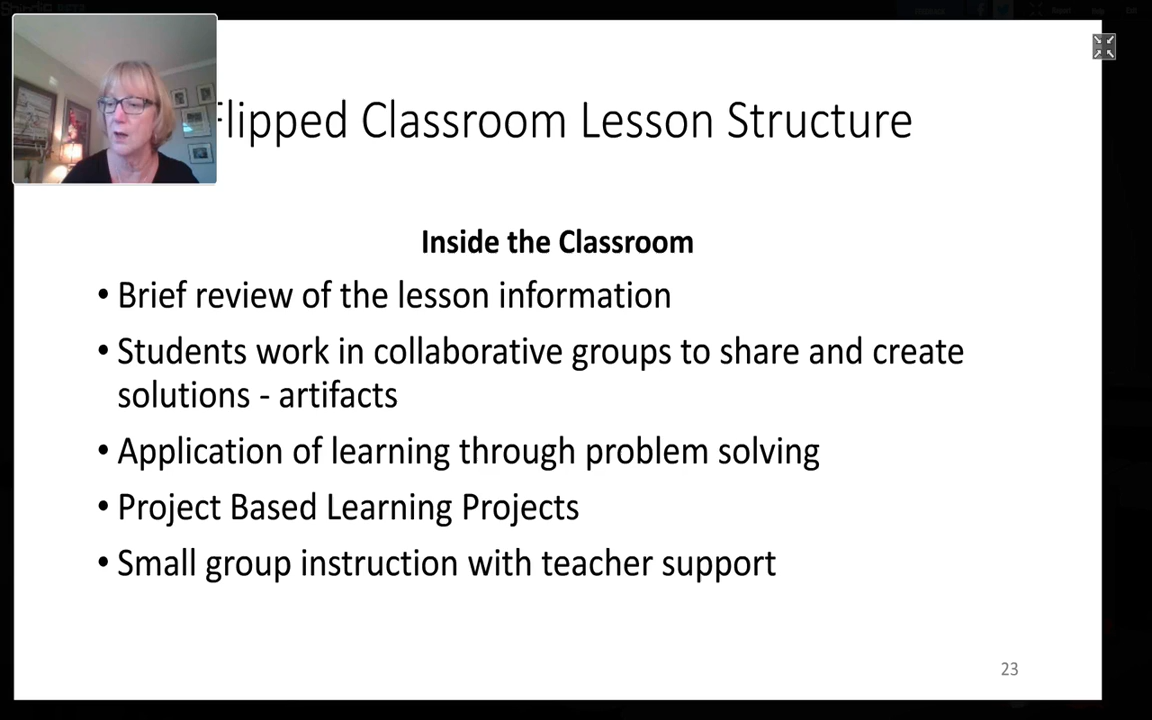 Flipped Classroom Lesson Structure
Inside the Classroom
• Brief review of the lesson information
• Students work in collaborative groups to share and create
solutions - artifacts
• Application of learning through problem solving
• Project Based Learning Projects
• Small group instruction with teacher support
23